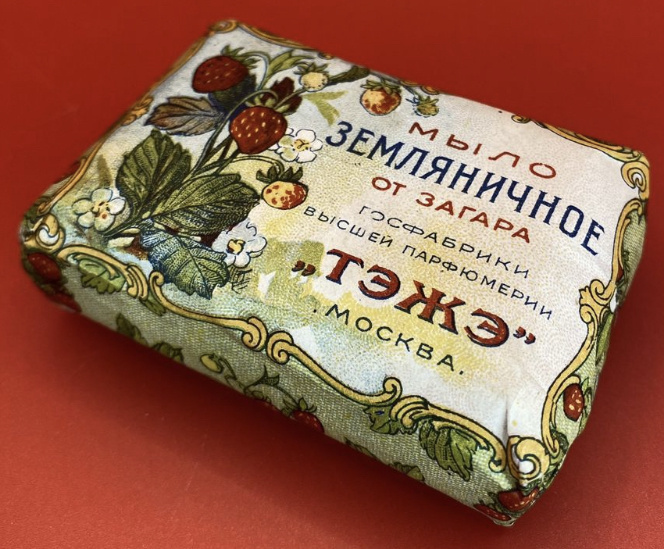 МЫЛО
ЗЕМЛЯНИЧНОЕ
ОТ ЗАГАРА
ГОСФАБРИКИ
ВЫСШЕЙ ПАРФЮМЕРИИ
„ТЭЖЭ”
.МОСКВА.